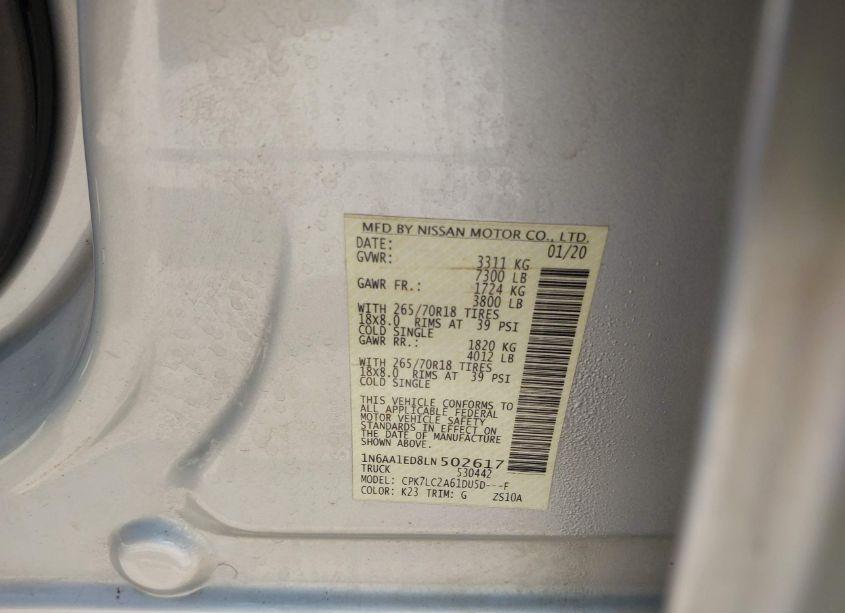 MFD BY NISSAN MOTOR CO., LTD.
DATE: 01/20
GVWR: 3311 KG
7300 LB
GAWR FR.: 1724 KG
3800 LB
WITH 265/70R18 TIRES
18x8.0 RIMS AT 39 PSI
COLD SINGLE
GAWR RR.: 1820 KG
4012 LB
WITH 265/70R18 TIRES
18x8.0 RIMS AT 39 PSI
COLD SINGLE
THIS VEHICLE CONFORMS TO
ALL APPLICABLE FEDERAL
MOTOR VEHICLE SAFETY
STANDARDS IN EFFECT ON
THE DATE OF MANUFACTURE
SHOWN ABOVE.
1N6AA1ED8LN502617
TRUCK 530442
MODEL: CPK7LCZA61DU5D---F
COLOR: K23 TRIM: G ZS10A